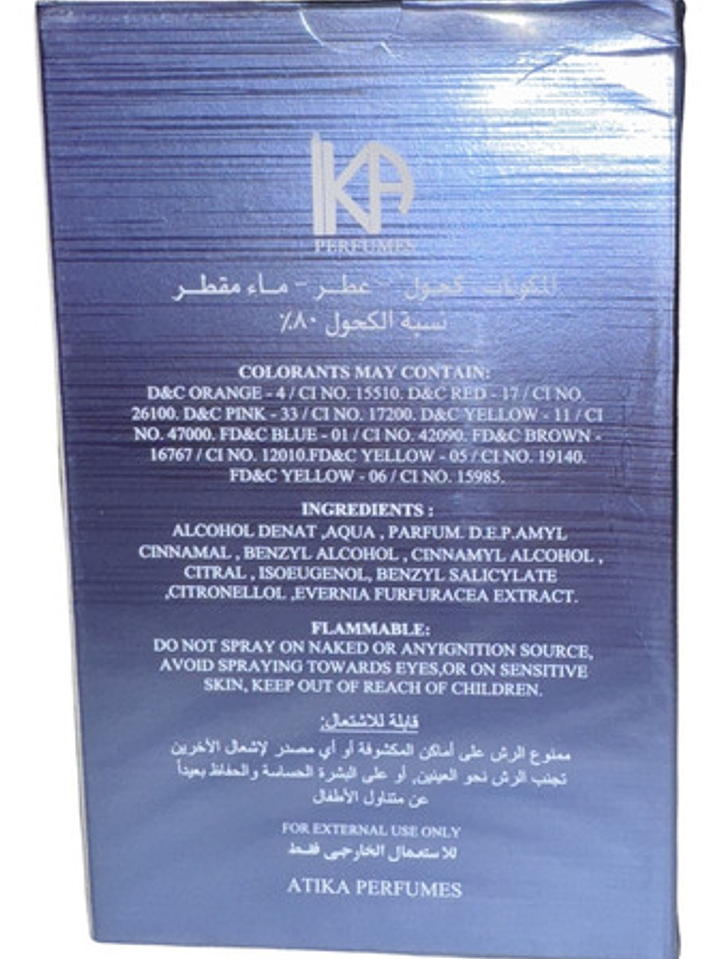 IKA
PERFUMES
المكونات كحول - عطر - ماء مقطر
نسبة الكحول ٨٠٪
COLORANTS MAY CONTAIN:
D&C ORANGE - 4 / CI NO. 15510. D&C RED - 17 / CI NO.
26100. D&C PINK - 33 / CI NO. 17200. D&C YELLOW - 11 / CI
NO. 47000. FD&C BLUE - 01 / CI NO. 42090. FD&C BROWN -
16767 / CI NO. 12010.FD&C YELLOW - 05 / CI NO. 19140.
FD&C YELLOW - 06 / CI NO. 15985.
INGREDIENTS :
ALCOHOL DENAT ,AQUA , PARFUM. D.E.P.AMYL
CINNAMAL , BENZYL ALCOHOL , CINNAMYL ALCOHOL ,
CITRAL , ISOEUGENOL, BENZYL SALICYLATE
,CITRONELLOL ,EVERNIA FURFURACEA EXTRACT.
FLAMMABLE:
DO NOT SPRAY ON NAKED OR ANYIGNITION SOURCE,
AVOID SPRAYING TOWARDS EYES,OR ON SENSITIVE
SKIN, KEEP OUT OF REACH OF CHILDREN.
قابلة للاشتعال:
ممنوع الرش على أماكن المكشوفة او أي مصدر لإشعال الأخرين
تجنب الرش نحو العينين, أو على البشرة الحساسة والحفاظ بعيداً
عن متناول الأطفال
FOR EXTERNAL USE ONLY
للاستعمال الخارجي فقط
ATIKA PERFUMES